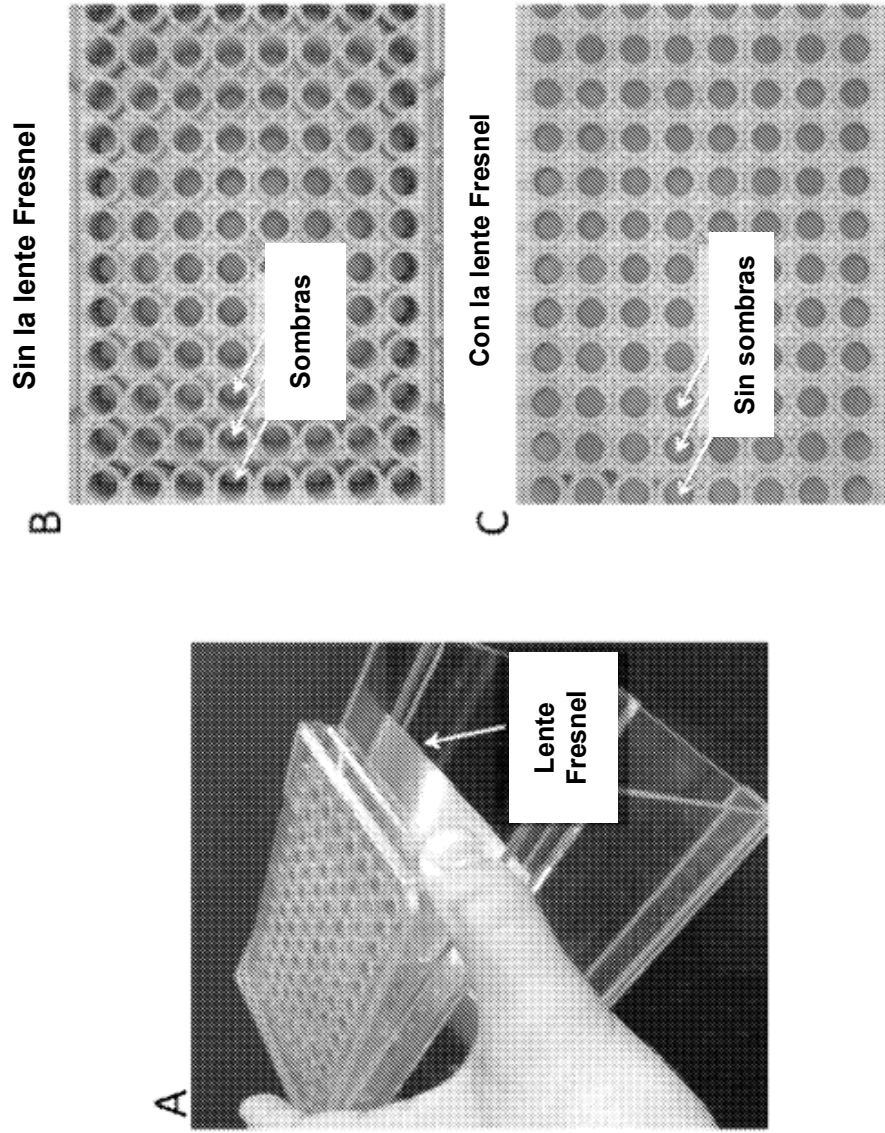 A
Lente
Fresnel
B
Sin la lente Fresnel
Sombras
C
Con la lente Fresnel
Sin sombras